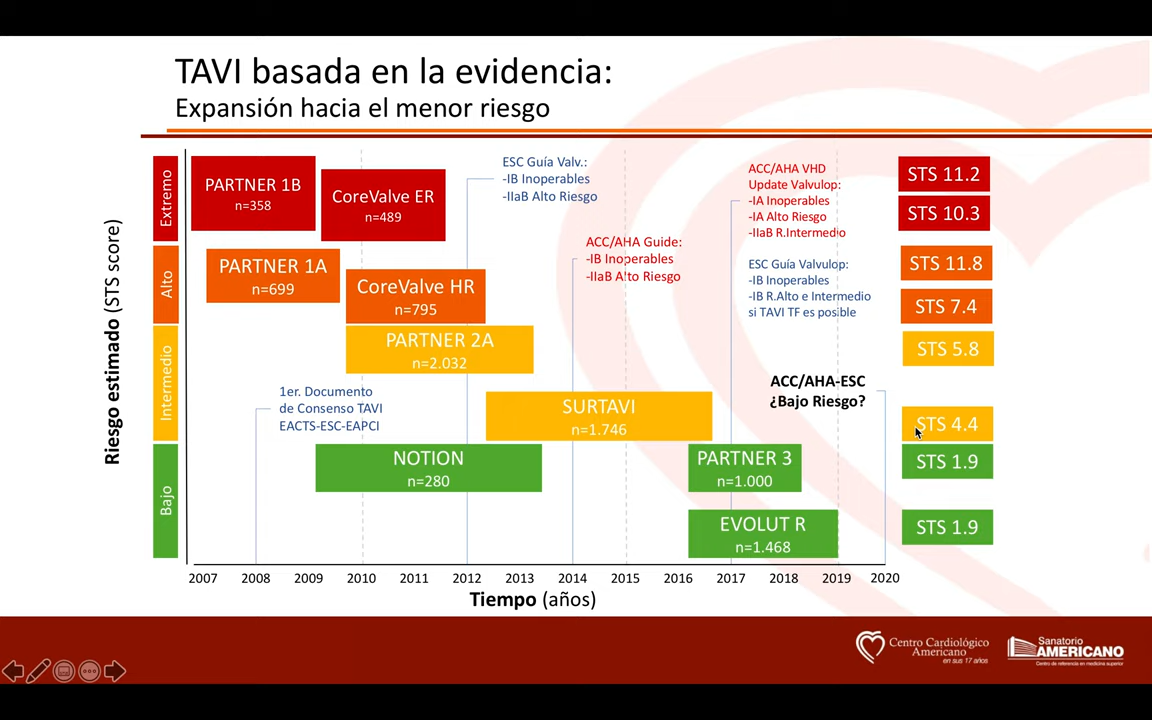 TAVI basada en la evidencia:
Expansión hacia el menor riesgo
Riesgo estimado (STS score)
Extremo
PARTNER 1B
n=358
CoreValve ER
n=489
ESC Guía Valv.:
-IB Inoperables
-IIaB Alto Riesgo
ACC/AHA VHD
Update Valvulop:
-IA Inoperables
-IA Alto Riesgo
-IIaB R.Intermedio
STS 11.2
STS 10.3
Alto
PARTNER 1A
n=699
CoreValve HR
n=795
ACC/AHA Guide:
-IB Inoperables
-IIaB Alto Riesgo
ESC Guía Valvulop:
-IB Inoperables
-IB R.Alto e Intermedio
si TAVI TF es posible
STS 11.8
STS 7.4
Intermedio
PARTNER 2A
n=2.032
1er. Documento
de Consenso TAVI
EACTS-ESC-EAPCI
SURTAVI
n=1.746
ACC/AHA-ESC
¿Bajo Riesgo?
STS 5.8
STS 4.4
Bajo
NOTION
n=280
PARTNER 3
n=1.000
EVOLUT R
n=1.468
STS 1.9
STS 1.9
2007 2008 2009 2010 2011 2012 2013 2014 2015 2016 2017 2018 2019 2020
Tiempo (años)
Centro Cardiológico
Americano
en sus 17 años
Sanatorio
AMERICANO
Centro de referencia en medicina superior